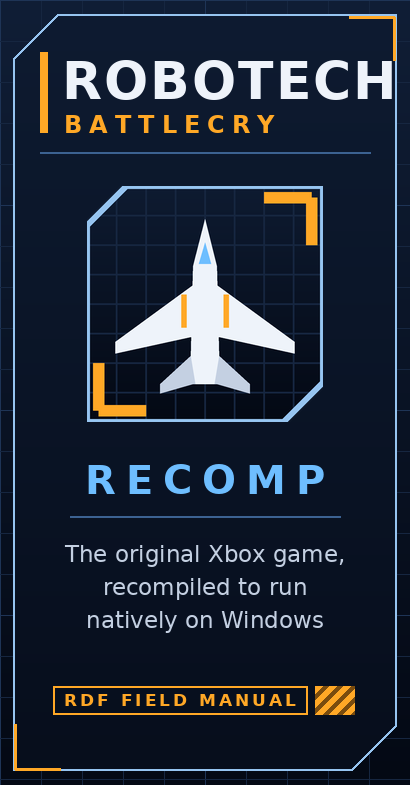 ROBOTECH
BATTLECRY
RECOMP
The original Xbox game,
recompiled to run
natively on Windows
RDF FIELD MANUAL